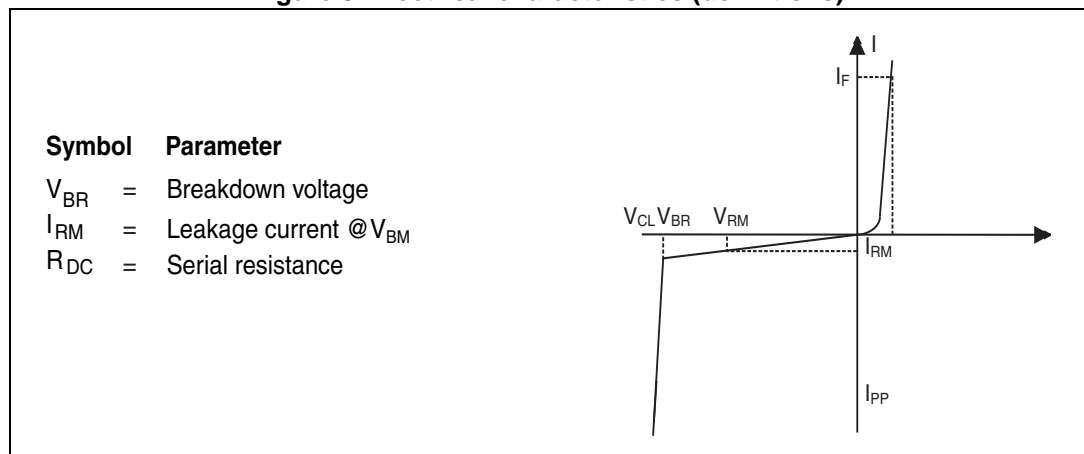 Symbol Parameter
VBR = Breakdown voltage
IRM = Leakage current @VBM
RDC = Serial resistance
I
IF
VCL VBR VRM
IRM
IPP